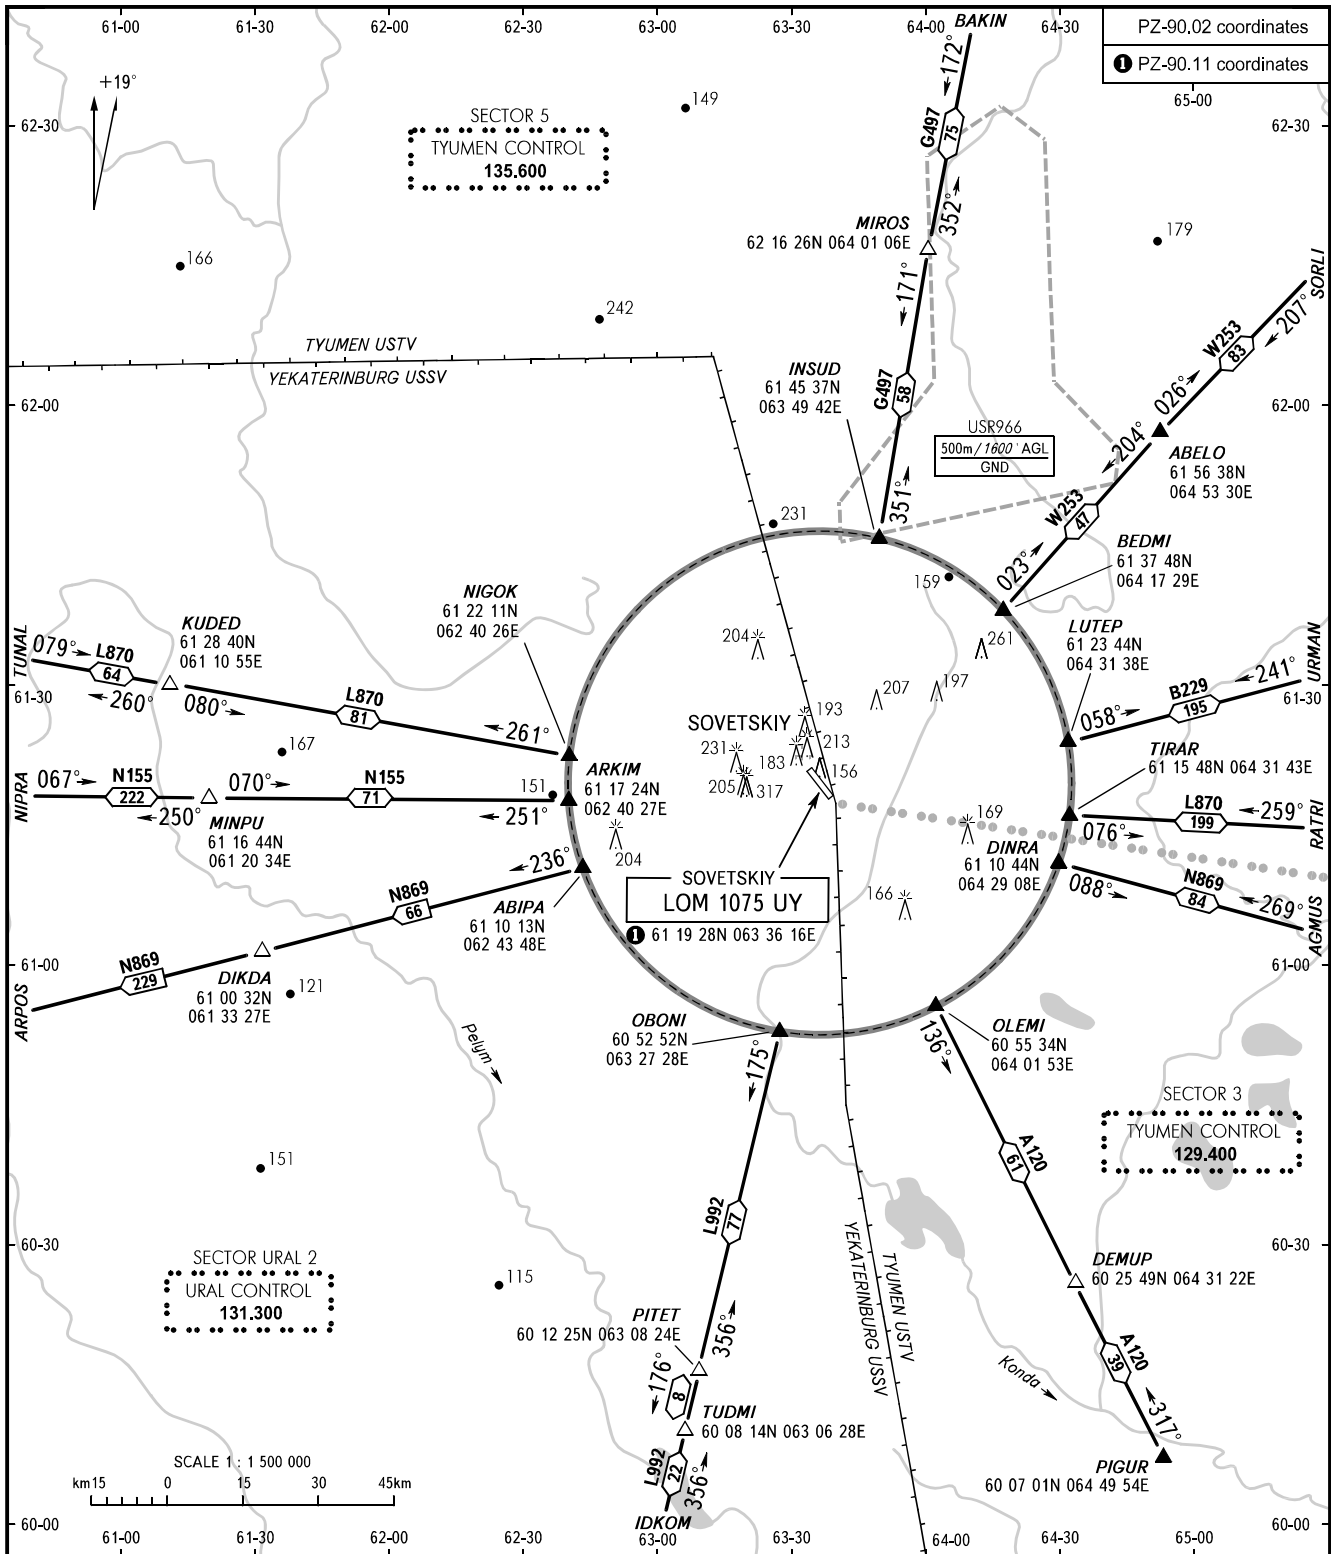 61-00
61-30
62-00
62-30
63-00
63-30
64-00
BAKIN
PZ-90.02 coordinates
1 PZ-90.11 coordinates
65-00
+19°
149
SECTOR 5
TYUMEN CONTROL
135.600
62-30
62-30
172°
G497
75
352°
MIROS
62 16 26N 064 01 06E
179
166
171°
SORLI
242
207°
TYUMEN USTV
YEKATERINBURG USSV
W253
83
INSUD
61 45 37N
063 49 42E
G497
58
026°
62-00
62-00
USR966
500m/1600' AGL
GND
204°
ABELO
61 56 38N
064 53 30E
351°
W253
47
231
BEDMI
61 37 48N
064 17 29E
023°
159
NIGOK
61 22 11N
062 40 26E
KUDED
61 28 40N
061 10 55E
LUTEP
61 23 44N
064 31 38E
TUNAL
079°
L870
64
204
261
URMAN
241°
61-30
260°
080°
L870
81
261°
207
197
B229
195
058°
61-30
193
SOVETSKIY
213
231
183
156
205
317
167
TIRAR
61 15 48N 064 31 43E
NIPRA
067°
N155
222
070°
N155
71
151
ARKIM
61 17 24N
062 40 27E
L870
199
259°
RATRI
250°
MINPU
61 16 44N
061 20 34E
251°
204
169
076°
DINRA
61 10 44N
064 29 08E
236°
SOVETSKIY
LOM 1075 UY
1 61 19 28N 063 36 16E
166
088°
N869
84
269°
AGMUS
N869
66
ABIPA
61 10 13N
062 43 48E
61-00
61-00
N869
229
DIKDA
61 00 32N
061 33 27E
121
ARPOS
OBONI
60 52 52N
063 27 28E
OLEMI
60 55 34N
064 01 53E
Pelym
175°
136°
SECTOR 3
TYUMEN CONTROL
129.400
151
A120
61
L992
77
60-30
60-30
SECTOR URAL 2
URAL CONTROL
131.300
115
TYUMEN USTV
YEKATERINBURG USSV
DEMUP
60 25 49N 064 31 22E
PITET
60 12 25N 063 08 24E
356°
A120
39
Konda
176°
8
TUDMI
60 08 14N 063 06 28E
317°
SCALE 1 : 1 500 000
km15
0
15
30
45km
L992
22
356°
PIGUR
60 07 01N 064 49 54E
60-00
IDKOM
60-00
61-00
61-30
62-00
62-30
63-00
63-30
64-00
64-30
65-00